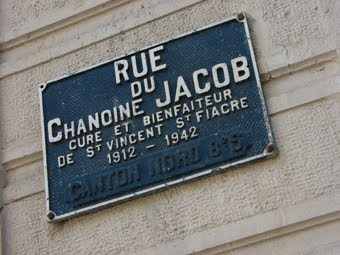 RUE
DU
CHANOINE JACOB
CURE ET BIENFAITEUR
DE ST VINCENT ST FIACRE
1912 - 1942
CANTON NORD